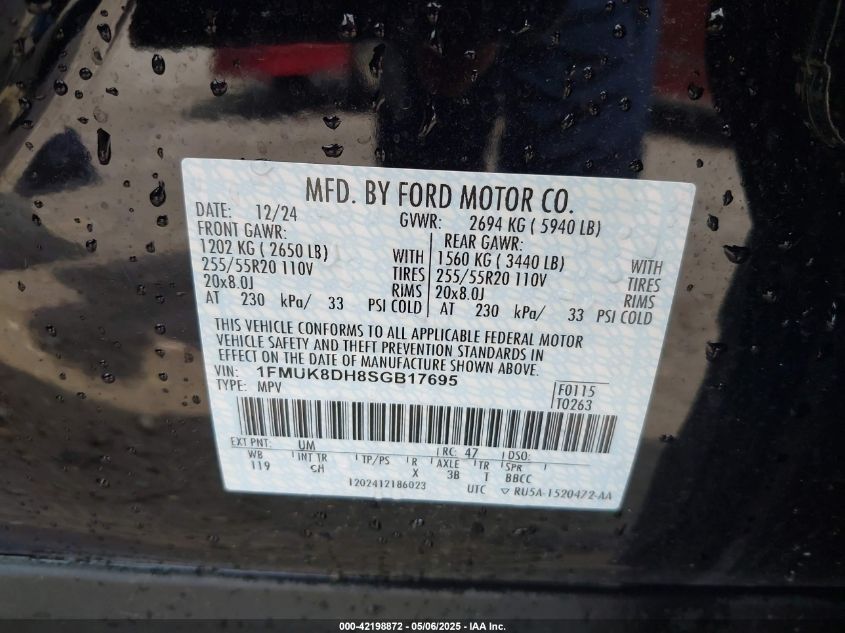 MFD. BY FORD MOTOR CO.
DATE: 12/24 GVWR: 2694 KG ( 5940 LB)
FRONT GAWR: REAR GAWR:
1202 KG ( 2650 LB) WITH 1560 KG ( 3440 LB) WITH
255/55R20 110V TIRES 255/55R20 110V TIRES
20x8.0J RIMS 20x8.0J RIMS
AT 230 kPa/ 33 PSI COLD AT 230 kPa/ 33 PSI COLD
THIS VEHICLE CONFORMS TO ALL APPLICABLE FEDERAL MOTOR
VEHICLE SAFETY AND THEFT PREVENTION STANDARDS IN
EFFECT ON THE DATE OF MANUFACTURE SHOWN ABOVE.
VIN: 1FMUK8DH8SGB17695
TYPE: MPV
F0115
T0263
EXT PNT: UM RC: 47 DSO:
WB INT TR TP/PS R AXLE TR SPR
119 SH X 3B T BBCC
1202412186023 UTC RU5A-1520472-AA
000-42198872 - 05/06/2025 - IAA Inc.